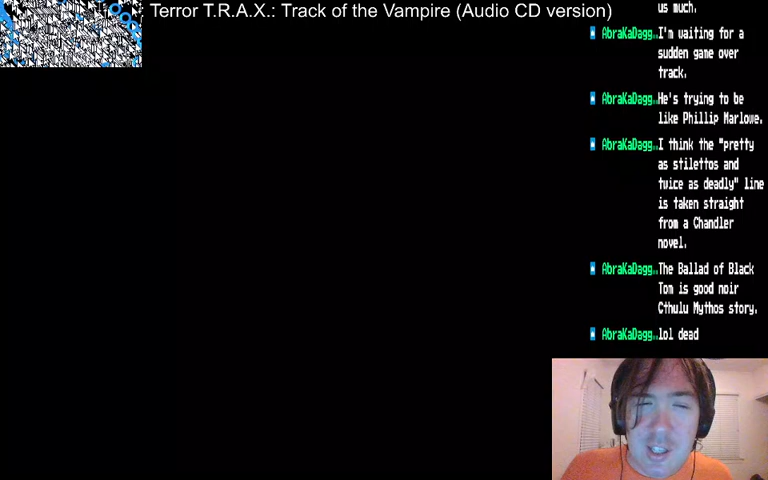 Terror T.R.A.X.: Track of the Vampire (Audio CD version)
us much.
AbraKaDagg..I'm waiting for a
sudden game over
track.
AbraKaDagg..He's trying to be
like Phillip Marlowe.
AbraKaDagg..I think the "pretty
as stilettos and
twice as deadly" line
is taken straight
from a Chandler
novel.
AbraKaDagg..The Ballad of Black
Tom is good noir
Cthulu Mythos story.
AbraKaDagg..lol dead